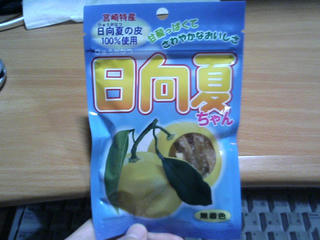 宮崎特産
日向夏の皮
100%使用
甘酸っぱくて
さわやかなおいしさ
日向夏
ちゃん
無着色